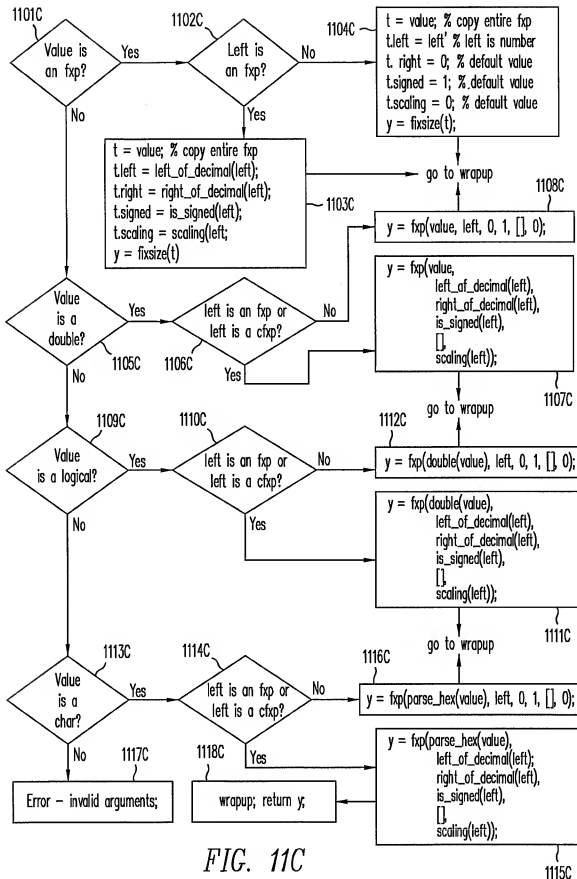 1101C
Value is
an fxp?
Yes
No
1102C
Left is
an fxp?
No
Yes
1104C
t = value; % copy entire fxp
t.left = left' % left is number
t. right = 0; % default value
t.signed = 1; % default value
t.scaling = 0; % default value
y = fixsize(t);
t = value; % copy entire fxp
t.left = left_of_decimal(left);
t.right = right_of_decimal(left);
t.signed = is_signed(left);
t.scaling = scaling(left;
y = fixsize(t)
1103C
go to wrapup
1108C
y = fxp(value, left, 0, 1, [], 0);
Value
is a
double?
Yes
No
1105C
left is an fxp or
left is a cfxp?
No
Yes
1106C
y = fxp(value,
left_af_decimal(left),
right_af_decimal(left),
is_signed(left),
[],
scaling(left));
1107C
go to wrapup
1109C
Value
is a logical?
Yes
No
1110C
left is an fxp or
left is a cfxp?
No
Yes
1112C
y = fxp(double(value), left, 0, 1, [], 0);
y = fxp(double(value),
left_of_decimal(left),
right_of_decimal(left),
is_signed(left),
[],
scaling(left));
1111C
go to wrapup
1113C
Value
is a
char?
Yes
No
1114C
left is an fxp or
left is a cfxp?
No
Yes
1116C
y = fxp(parse_hex(value), left, 0, 1, [], 0);
y = fxp(parse_hex(value),
left_of_decimal(left;
right_of_decimal(left),
is_signed(left),
[],
scaling(left));
1115C
1117C
Error – invalid arguments;
1118C
wrapup; return y;
FIG. 11C